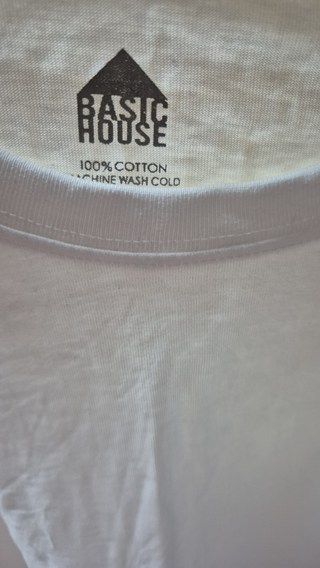 BASIC
HOUSE
100% COTTON
MACHINE WASH COLD